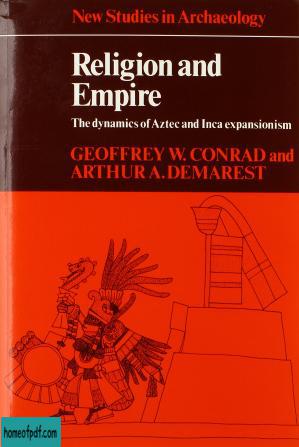 New Studies in Archaeology
Religion and
Empire
The dynamics of Aztec and Inca expansionism
GEOFFREY W. CONRAD and
ARTHUR A. DEMAREST
homeofpdf.com